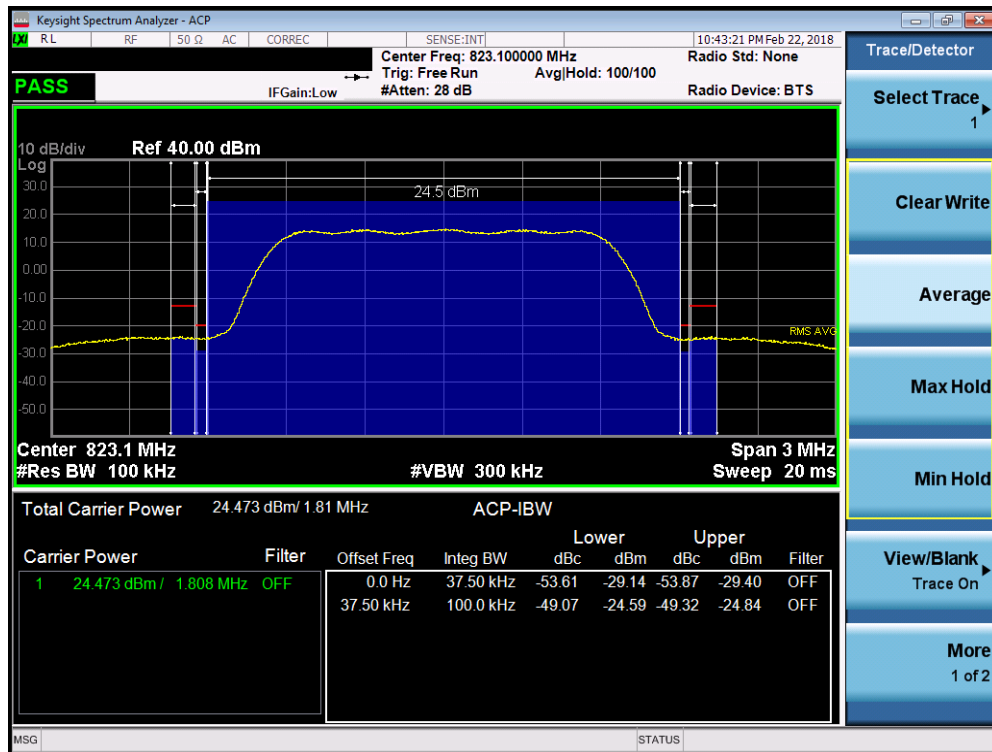 Keysight Spectrum Analyzer - ACP
LXI RL RF 50 Ω AC CORREC SENSE:INT 10:43:21 PM Feb 22, 2018
Center Freq: 823.100000 MHz Radio Std: None
Trig: Free Run Avg|Hold: 100/100
PASS IFGain:Low #Atten: 28 dB Radio Device: BTS
10 dB/div Ref 40.00 dBm
Log
30.0
24.5 dBm
20.0
10.0
0.00
-10.0
-20.0
RMS AVG
-30.0
-40.0
-50.0
Center 823.1 MHz Span 3 MHz
#Res BW 100 kHz #VBW 300 kHz Sweep 20 ms
Total Carrier Power 24.473 dBm/ 1.81 MHz ACP-IBW
Lower Upper
Carrier Power Filter Offset Freq Integ BW dBc dBm dBc dBm Filter
1 24.473 dBm / 1.808 MHz OFF 0.0 Hz 37.50 kHz -53.61 -29.14 -53.87 -29.40 OFF
37.50 kHz 100.0 kHz -49.07 -24.59 -49.32 -24.84 OFF
MSG STATUS
Trace/Detector
Select Trace
1
Clear Write
Average
Max Hold
Min Hold
View/Blank
Trace On
More
1 of 2